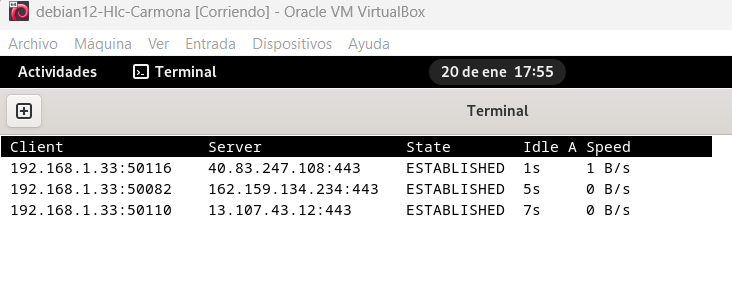 debian12-Hlc-Carmona [Corriendo] - Oracle VM VirtualBox
Archivo Máquina Ver Entrada Dispositivos Ayuda
Actividades Terminal 20 de ene 17:55
Terminal
Client Server State Idle A Speed
192.168.1.33:50116 40.83.247.108:443 ESTABLISHED 1s 1 B/s
192.168.1.33:50082 162.159.134.234:443 ESTABLISHED 5s 0 B/s
192.168.1.33:50110 13.107.43.12:443 ESTABLISHED 7s 0 B/s